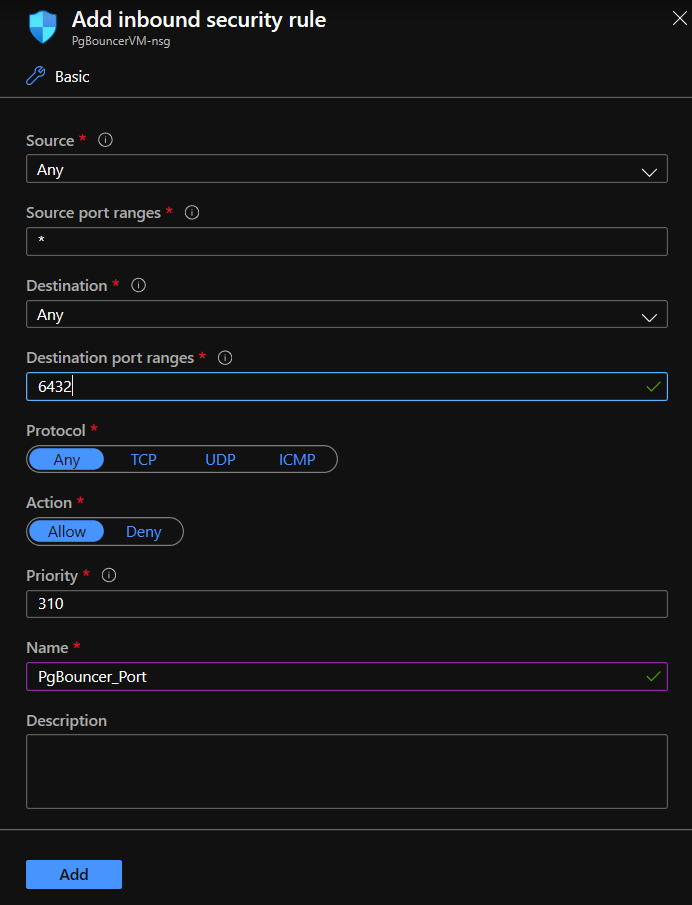 Add inbound security rule
PgBouncerVM-nsg
Basic
Source *
Any
Source port ranges *
*
Destination *
Any
Destination port ranges *
6432
Protocol *
Any TCP UDP ICMP
Action *
Allow Deny
Priority *
310
Name *
PgBouncer_Port
Description
Add